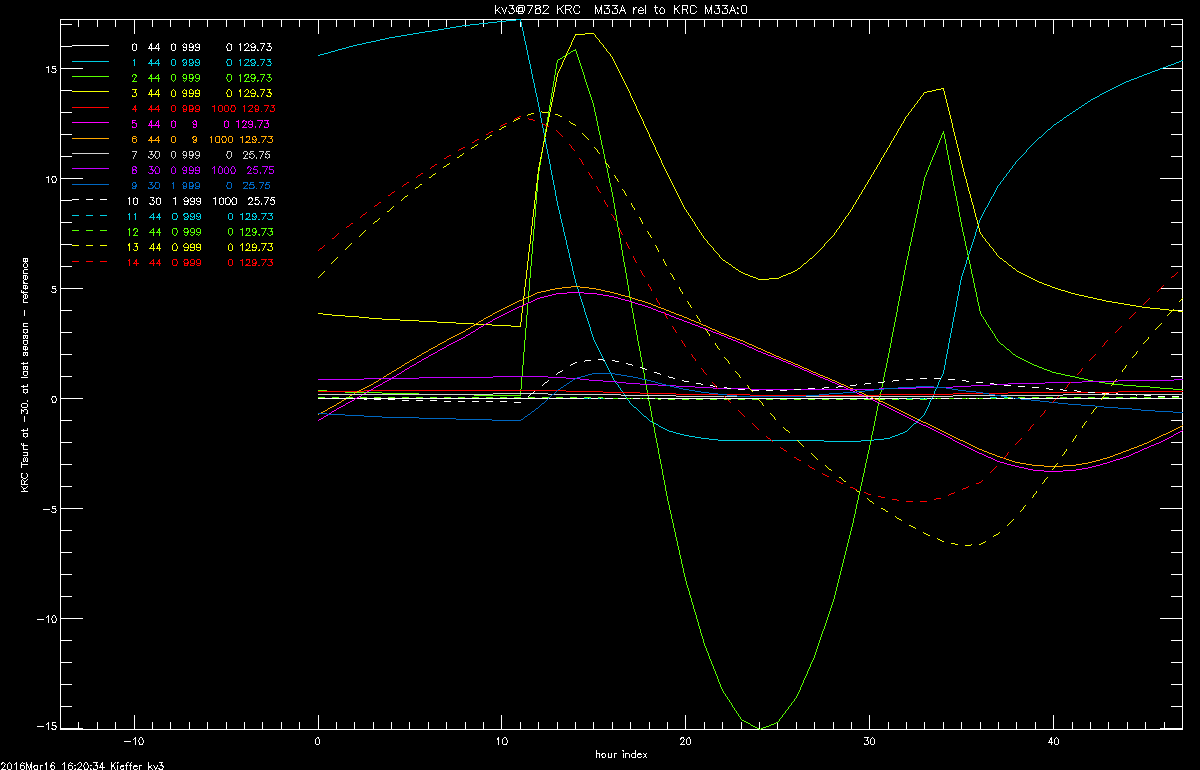 kv3@782 KRC M33A rel to KRC M33A:0
0 44 0 999 0 129.73
1 44 0 999 0 129.73
2 44 0 999 0 129.73
3 44 0 999 0 129.73
4 44 0 999 1000 129.73
5 44 0 9 0 129.73
6 44 0 9 1000 129.73
7 30 0 999 0 25.75
8 30 0 999 1000 25.75
9 30 1 999 0 25.75
10 30 1 999 1000 25.75
11 44 0 999 0 129.73
12 44 0 999 0 129.73
13 44 0 999 0 129.73
14 44 0 999 0 129.73
15
10
5
0
-5
-10
-15
KRC Tsurf at -30. at last season - reference
-10 0 10 20 30 40
hour index
2016Mar16 16:20:34 Kieffer kv3